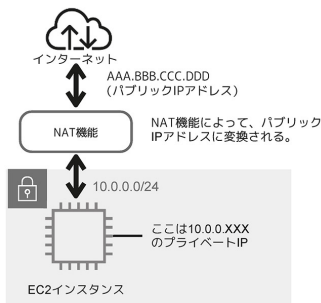 インターネット
AAA.BBB.CCC.DDD
(パブリックIPアドレス)
NAT機能
NAT機能によって、パブリック
IPアドレスに変換される。
10.0.0.0/24
ここは10.0.0.XXX
のプライベートIP
EC2インスタンス